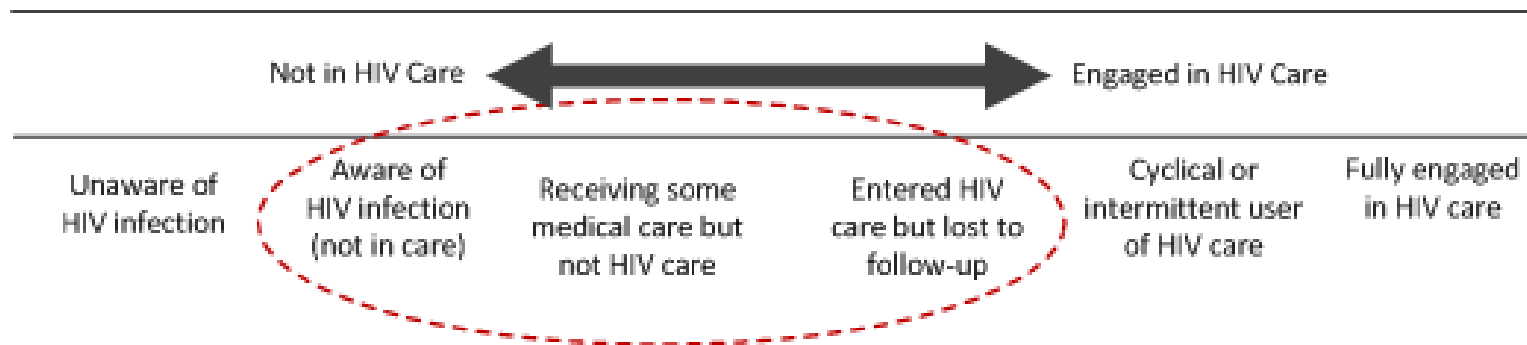 Not in HIV Care
Engaged in HIV Care
Unaware of
HIV infection
Aware of
HIV infection
(not in care)
Receiving some
medical care but
not HIV care
Entered HIV
care but lost to
follow-up
Cyclical or
intermittent user
of HIV care
Fully engaged
in HIV care